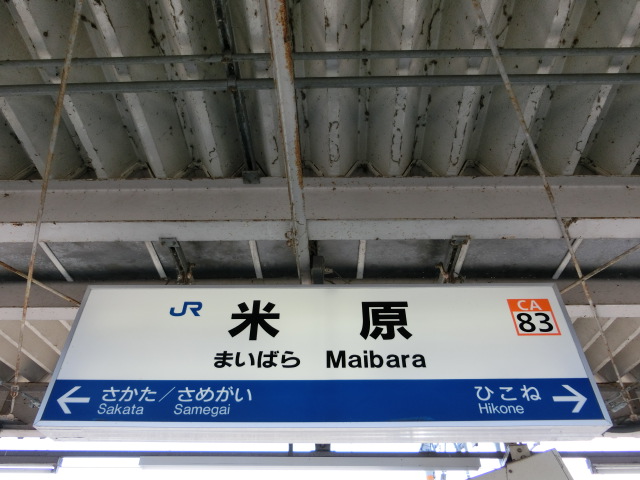 JR 米原 CA 83
まいばら Maibara
← さかた／さめがい ひこね →
Sakata Samegai Hikone